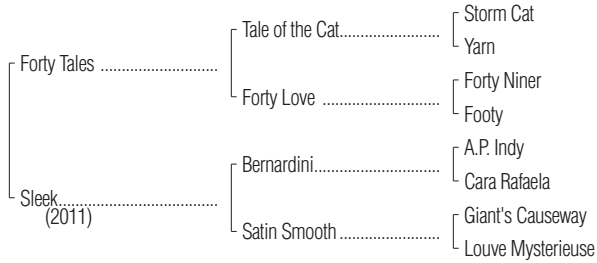 Storm Cat
Tale of the Cat..............................
Yarn
Forty Tales ....................................
Forty Niner
Forty Love ....................................
Footy
A.P. Indy
Bernardini......................................
Cara Rafaela
Sleek................................................
(2011)
Giant's Causeway
Satin Smooth ..............................
Louve Mysterieuse